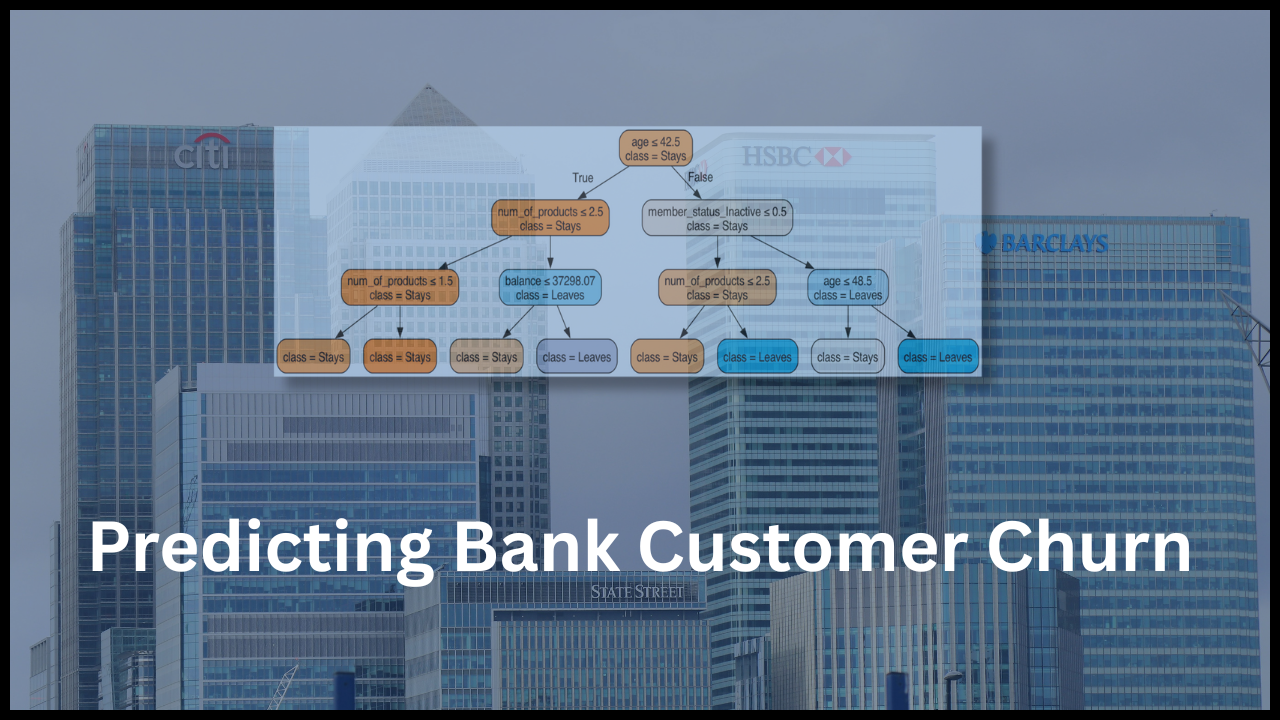 citi
HSBC
BARCLAYS
age ≤ 42.5
class = Stays
True
False
num_of_products ≤ 2.5
class = Stays
member_status_Inactive ≤ 0.5
class = Stays
num_of_products ≤ 1.5
class = Stays
balance ≤ 37298.07
class = Leaves
num_of_products ≤ 2.5
class = Stays
age ≤ 48.5
class = Leaves
class = Stays
class = Stays
class = Stays
class = Leaves
class = Stays
class = Leaves
class = Stays
class = Leaves
Predicting Bank Customer Churn
STATE STREET